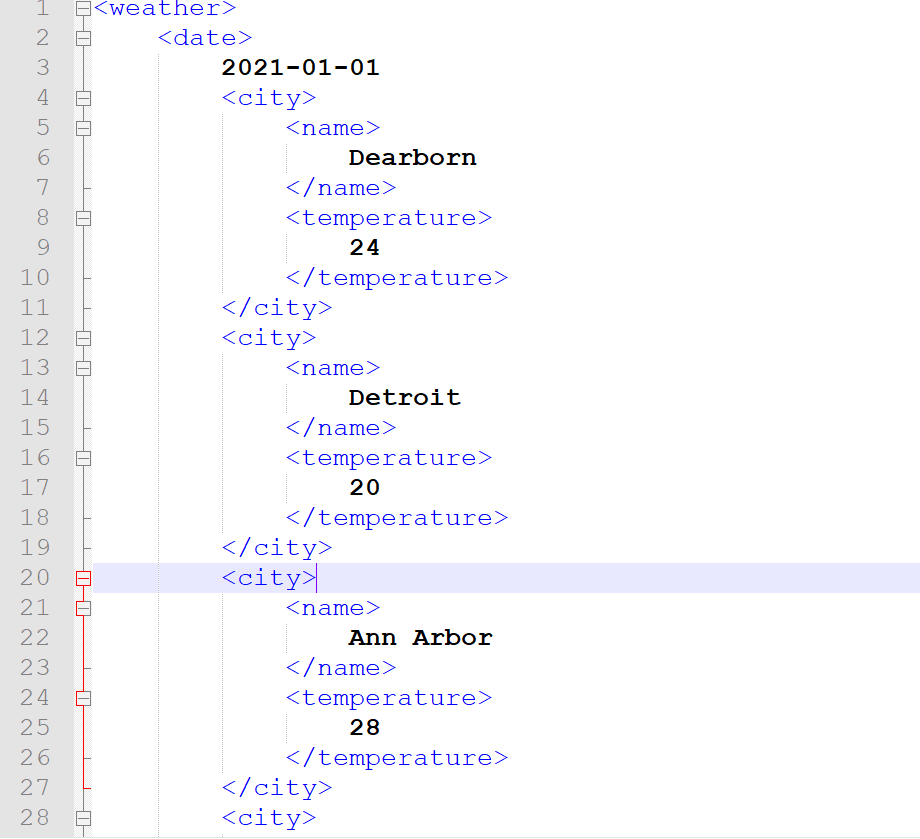 1 <weather>
2 <date>
3 2021-01-01
4 <city>
5 <name>
6 Dearborn
7 </name>
8 <temperature>
9 24
10 </temperature>
11 </city>
12 <city>
13 <name>
14 Detroit
15 </name>
16 <temperature>
17 20
18 </temperature>
19 </city>
20 <city>
21 <name>
22 Ann Arbor
23 </name>
24 <temperature>
25 28
26 </temperature>
27 </city>
28 <city>